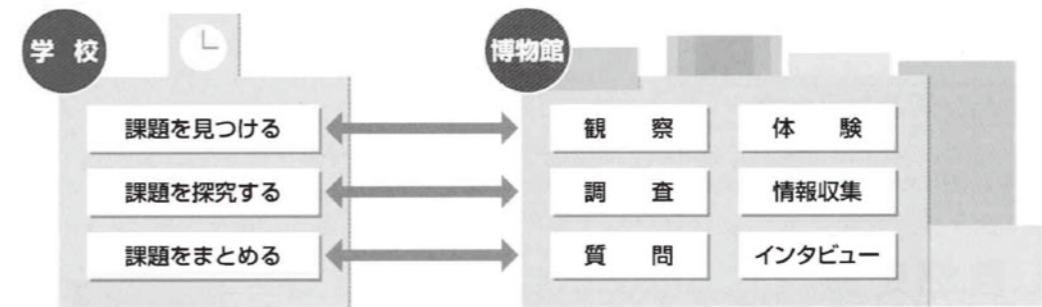 学 校
博物館
課題を見つける
観 察
体 験
課題を探究する
調 査
情報収集
課題をまとめる
質 問
インタビュー